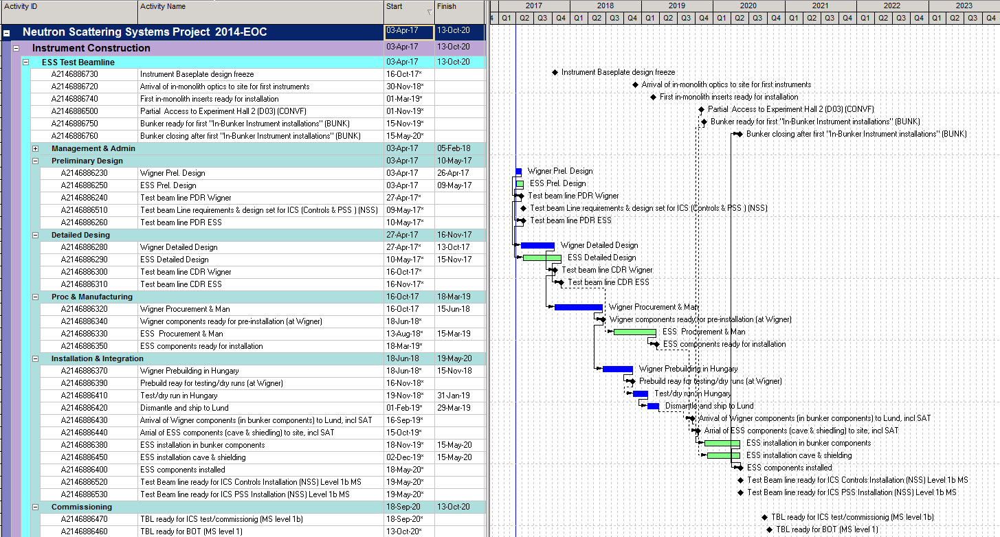 Activity ID Activity Name Start Finish 2017 2018 2019 2020 2021 2022 2023
4 Q1 Q2 Q3 Q4 Q1 Q2 Q3 Q4 Q1 Q2 Q3 Q4 Q1 Q2 Q3 Q4 Q1 Q2 Q3 Q4 Q1 Q2 Q3 Q4 Q1 Q2 Q3 Q4
Neutron Scattering Systems Project 2014-EOC 03-Apr-17 13-Oct-20
Instrument Construction 03-Apr-17 13-Oct-20
ESS Test Beamline 03-Apr-17 13-Oct-20
A2146886730 Instrument Baseplate design freeze 16-Oct-17* Instrument Baseplate design freeze
A2146886720 Arrival of in-monolith optics to site for first instruments 30-Nov-18* Arrival of in-monolith optics to site for first instruments
A2146886740 First in-monolith inserts ready for installation 01-Mar-19* First in-monolith inserts ready for installation
A2146886500 Partial Access to Experiment Hall 2 (D03) (CONVF) 01-Nov-19* Partial Access to Experiment Hall 2 (D03) (CONVF)
A2146886750 Bunker ready for first "In-Bunker Instrument installations" (BUNK) 15-Nov-19* Bunker ready for first "In-Bunker Instrument installations" (BUNK)
A2146886760 Bunker closing after first "In-Bunker Instrument installations" (BUNK) 15-May-20* Bunker closing after first "In-Bunker Instrument installations" (BUNK)
Management & Admin 03-Apr-17 05-Feb-18
Preliminary Design 03-Apr-17 10-May-17
A2146886230 Wigner Prel. Design 03-Apr-17 26-Apr-17 Wigner Prel. Design
A2146886250 ESS Prel. Design 03-Apr-17 09-May-17 ESS Prel. Design
A2146886240 Test beam line PDR Wigner 27-Apr-17* Test beam line PDR Wigner
A2146886510 Test beam Line requirements & design set for ICS (Controls & PSS ) (NSS) 09-May-17* Test beam Line requirements & design set for ICS (Controls & PSS ) (NSS)
A2146886260 Test beam line PDR ESS 10-May-17* Test beam line PDR ESS
Detailed Desing 27-Apr-17 16-Nov-17
A2146886280 Wigner Detailed Design 27-Apr-17* 13-Oct-17 Wigner Detailed Design
A2146886290 ESS Detailed Design 10-May-17* 15-Nov-17 ESS Detailed Design
A2146886300 Test beam line CDR Wigner 16-Oct-17* Test beam line CDR Wigner
A2146886310 Test beam line CDR ESS 16-Nov-17* Test beam line CDR ESS
Proc & Manufacturing 16-Oct-17 18-Mar-19
A2146886320 Wigner Procurement & Man 16-Oct-17 15-Jun-18 Wigner Procurement & Man
A2146886340 Wigner components ready for pre-installation (at Wigner) 18-Jun-18* Wigner components ready for pre-installation (at Wigner)
A2146886330 ESS Procurement & Man 13-Aug-18* 15-Mar-19 ESS Procurement & Man
A2146886350 ESS components ready for installation 18-Mar-19* ESS components ready for installation
Installation & Integration 18-Jun-18 19-May-20
A2146886370 Wigner Prebuilding in Hungary 18-Jun-18* 15-Nov-18 Wigner Prebuilding in Hungary
A2146886390 Prebuild reay for testing/dry runs (at Wigner) 16-Nov-18* Prebuild reay for testing/dry runs (at Wigner)
A2146886410 Test/dry run in Hungary 19-Nov-18* 31-Jan-19 Test/dry run in Hungary
A2146886420 Dismantle and ship to Lund 01-Feb-19* 29-Mar-19 Dismantle and ship to Lund
A2146886430 Arrival of Wigner components (in bunker components) to Lund, incl SAT 16-Sep-19* Arrival of Wigner components (in bunker components) to Lund, incl SAT
A2146886440 Arrial of ESS components (cave & shiedling) to site, incl SAT 15-Oct-19* Arrial of ESS components (cave & shiedling) to site, incl SAT
A2146886380 ESS installation in bunker components 18-Nov-19* 15-May-20 ESS installation in bunker components
A2146886450 ESS installation cave & shielding 02-Dec-19* 15-May-20 ESS installation cave & shielding
A2146886400 ESS components installed 18-May-20* ESS components installed
A2146886520 Test Beam line ready for ICS Controls Installation (NSS) Level 1b MS 19-May-20* Test Beam line ready for ICS Controls Installation (NSS) Level 1b MS
A2146886530 Test Beam line ready for ICS PSS Installation (NSS) Level 1b MS 19-May-20* Test Beam line ready for ICS PSS Installation (NSS) Level 1b MS
Commissioning 18-Sep-20 13-Oct-20
A2146886470 TBL ready for ICS test/commissionig (MS level 1b) 18-Sep-20* TBL ready for ICS test/commissionig (MS level 1b)
A2146886460 TBL ready for BOT (MS level 1) 13-Oct-20* TBL ready for BOT (MS level 1)